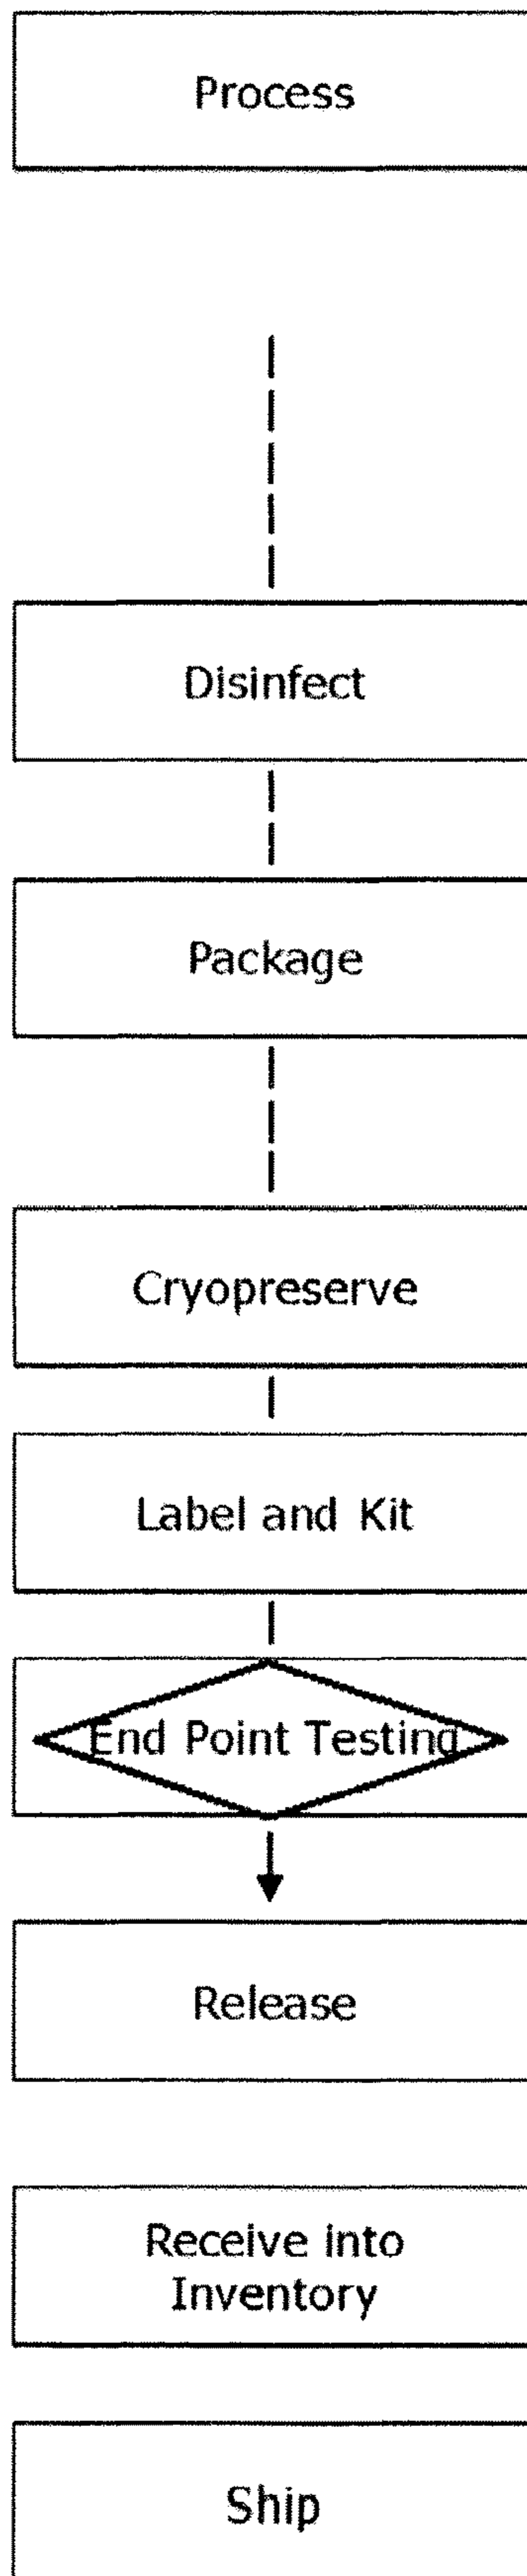 Process
Disinfect
Package
Cryopreserve
Label and Kit
End Point Testing
Release
Receive into
Inventory
Ship